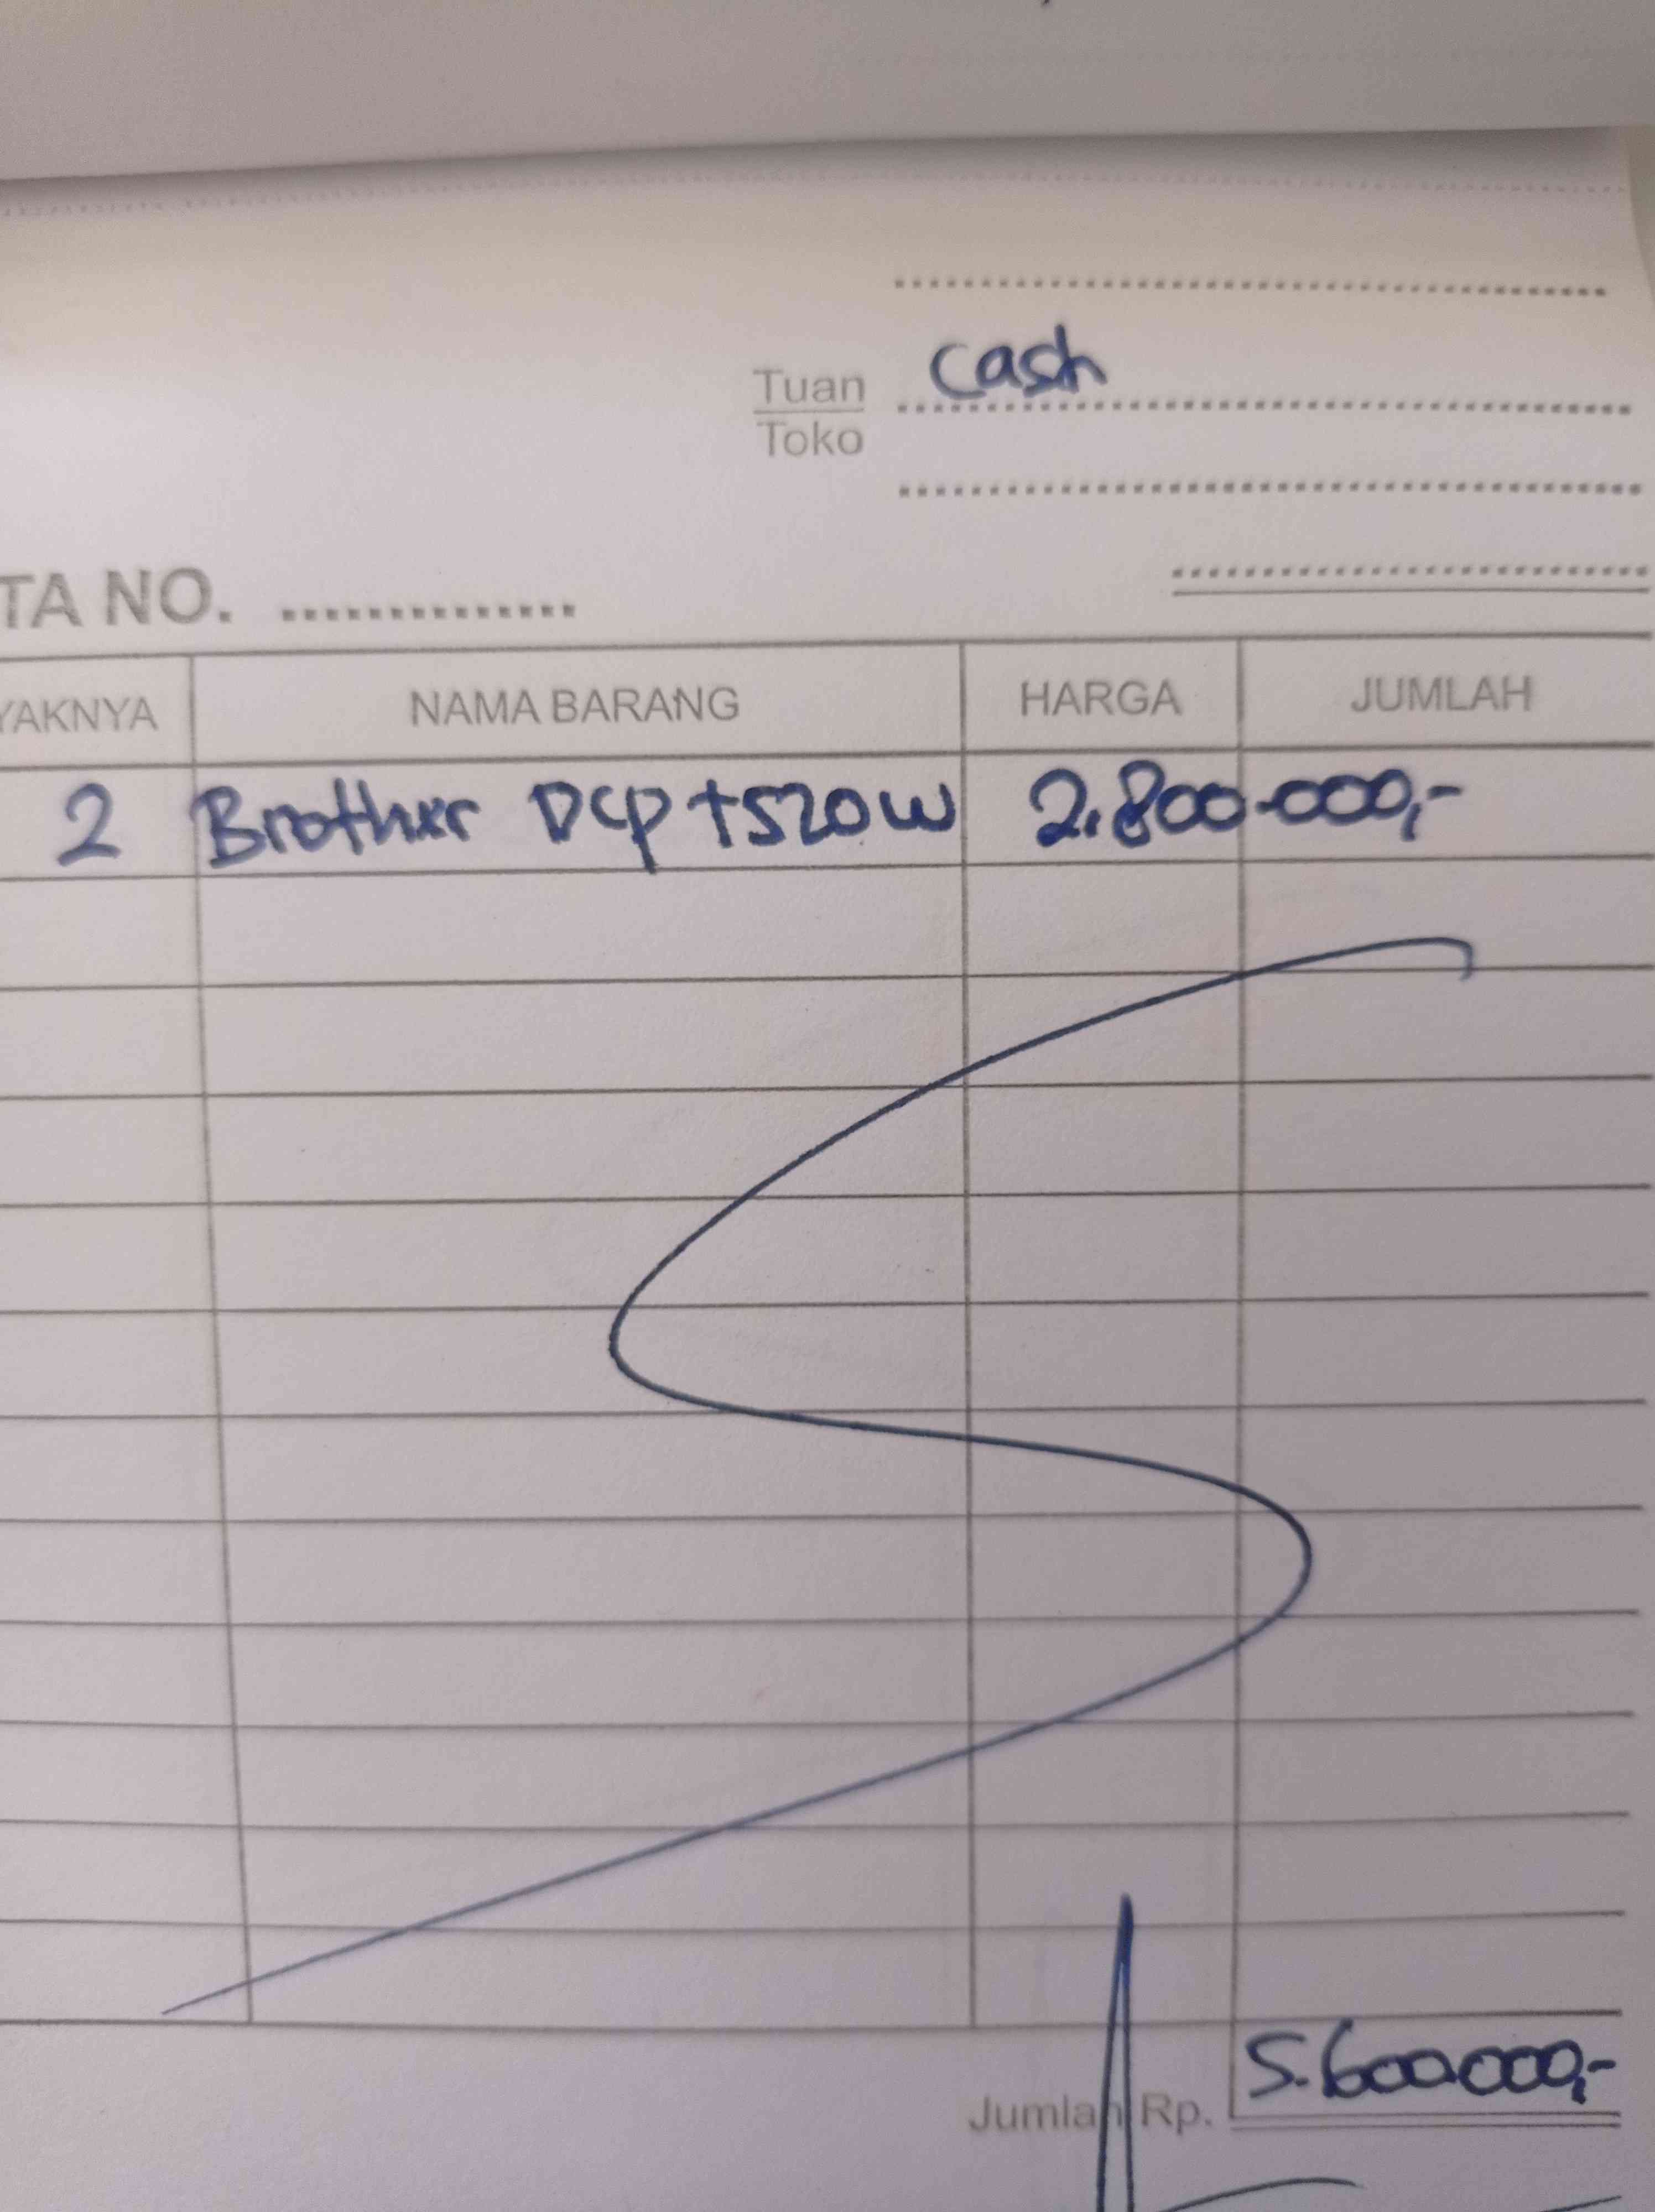 cash
Tuan
Toko
TA NO. ...............
YAKNYA NAMA BARANG HARGA JUMLAH
2 Brother Dcp t520w 2.800.000,-
Jumlah Rp. 5.600.000,-